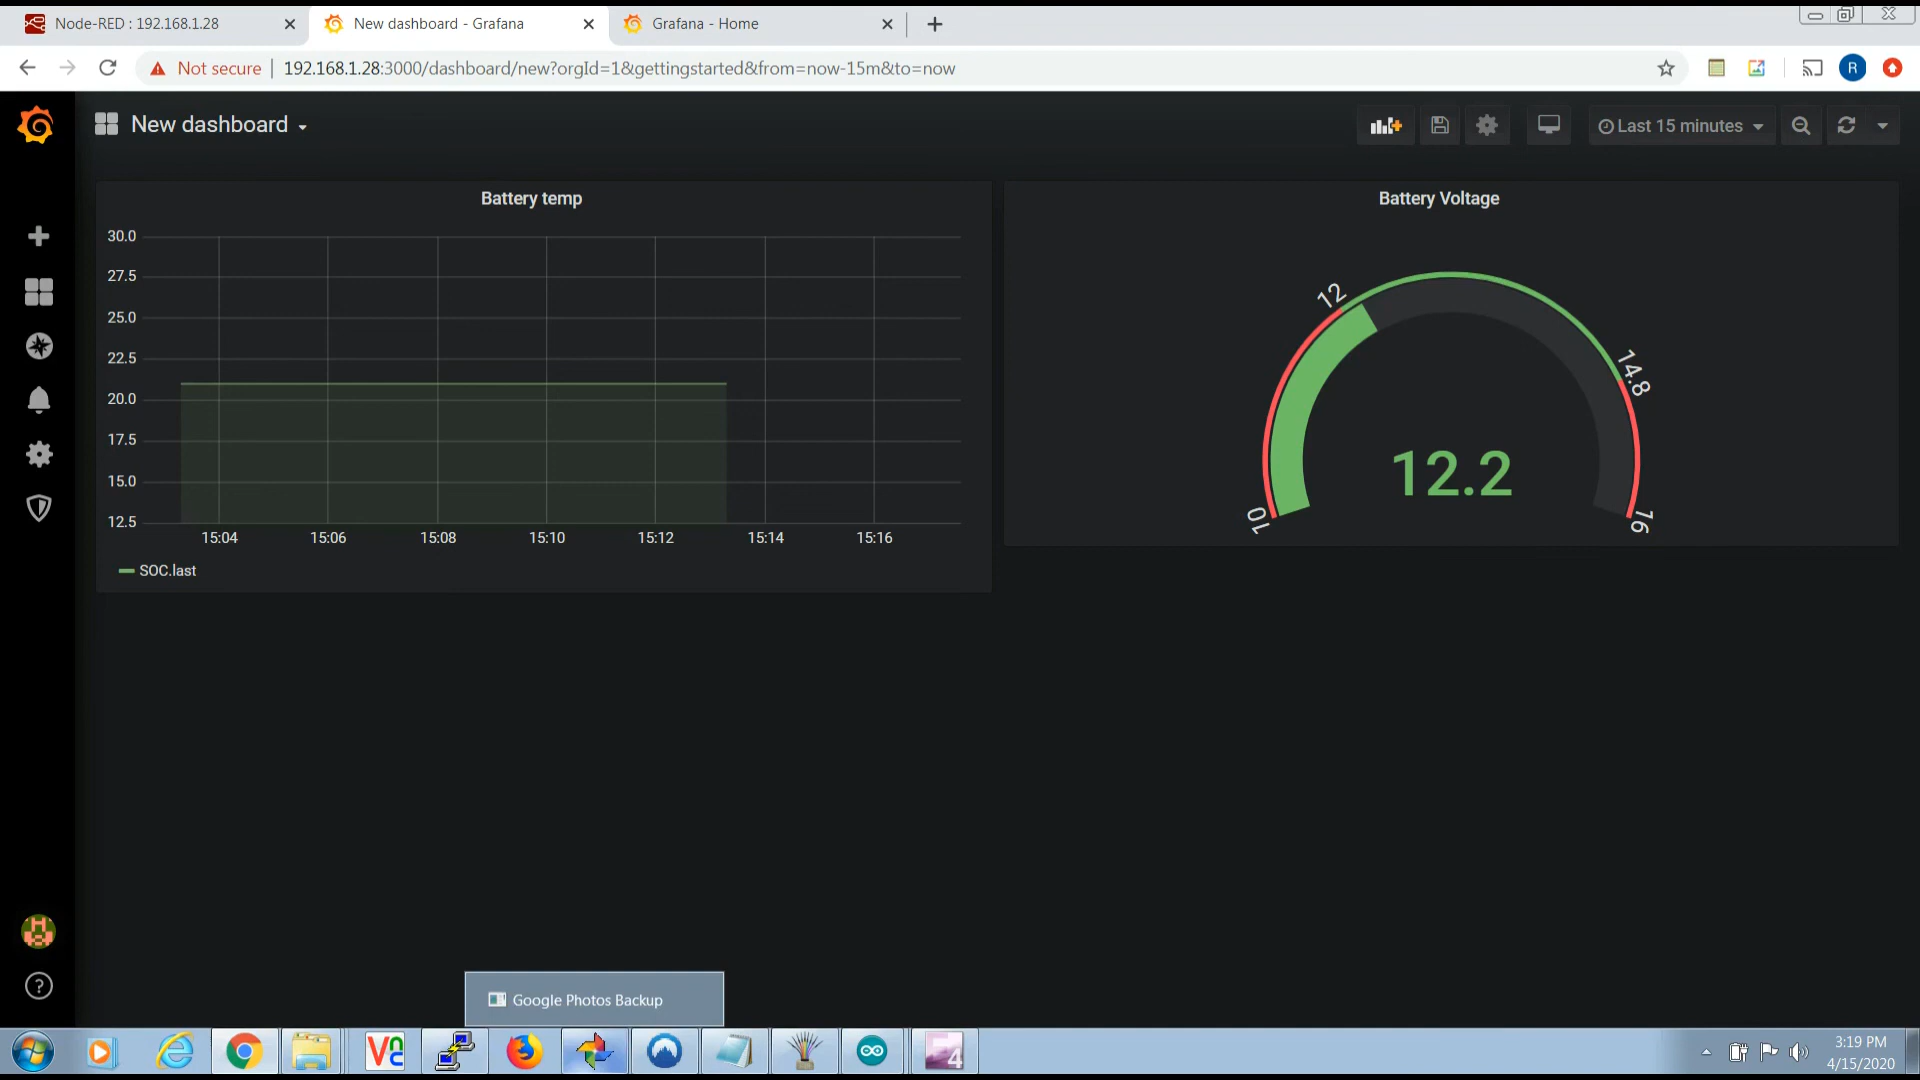 Node-RED : 192.168.1.28
New dashboard - Grafana
Grafana - Home
Not secure
192.168.1.28:3000/dashboard/new?orgId=1&gettingstarted&from=now-15m&to=now
R
New dashboard
Last 15 minutes
Battery temp
30.0
27.5
25.0
22.5
20.0
17.5
15.0
12.5
15:04
15:06
15:08
15:10
15:12
15:14
15:16
SOC.last
Battery Voltage
10
12
14.8
16
12.2
?
Google Photos Backup
VNC
4
3:19 PM
4/15/2020